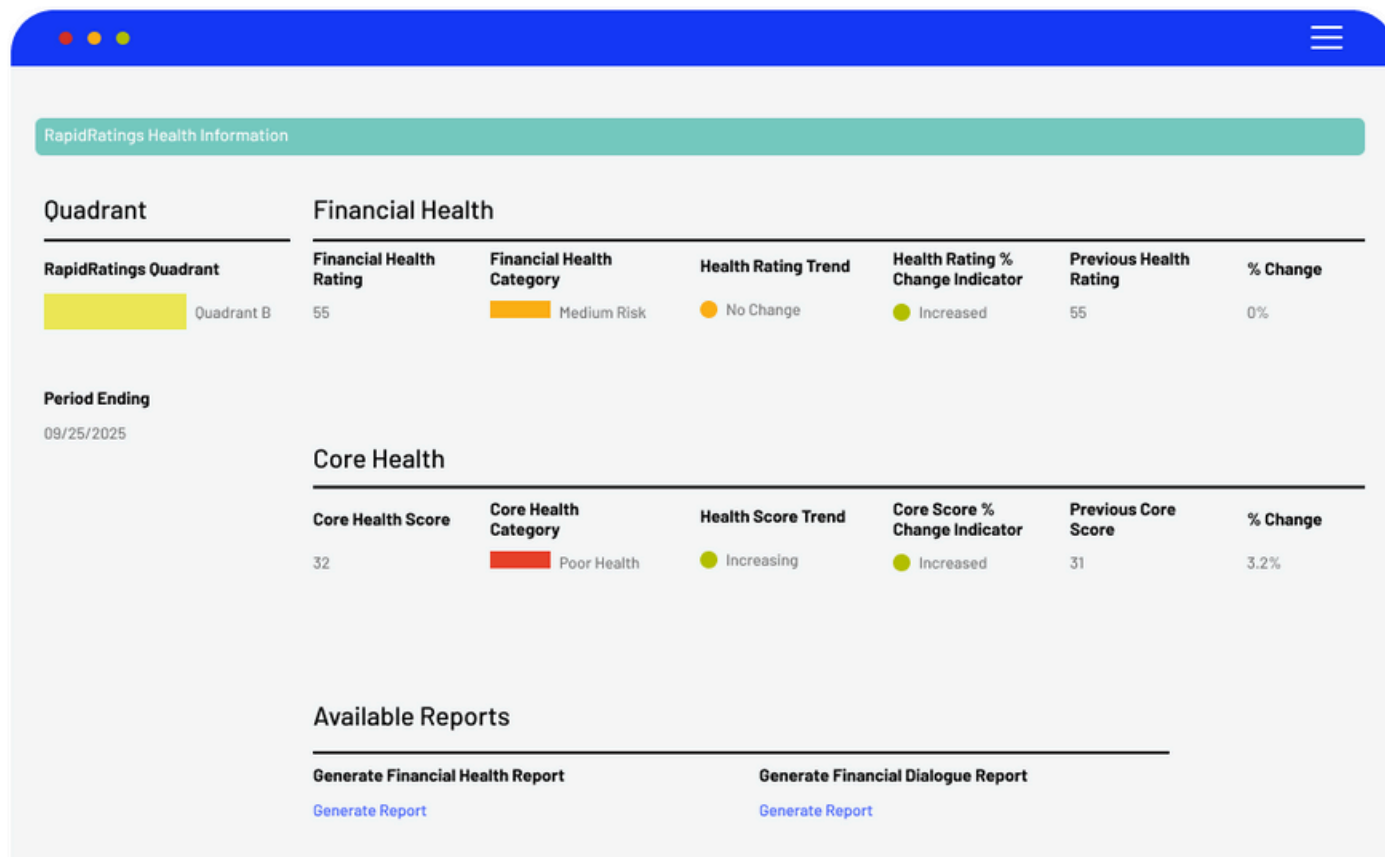 RapidRatings Health Information
Quadrant
RapidRatings Quadrant
Quadrant B
Period Ending
09/25/2025
Financial Health
Financial Health
Rating
Financial Health
Category
Health Rating Trend
Health Rating %
Change Indicator
Previous Health
Rating
% Change
55
Medium Risk
No Change
Increased
55
0%
Core Health
Core Health Score
Core Health
Category
Health Score Trend
Core Score %
Change Indicator
Previous Core
Score
% Change
32
Poor Health
Increasing
Increased
31
3.2%
Available Reports
Generate Financial Health Report
Generate Financial Dialogue Report
Generate Report
Generate Report